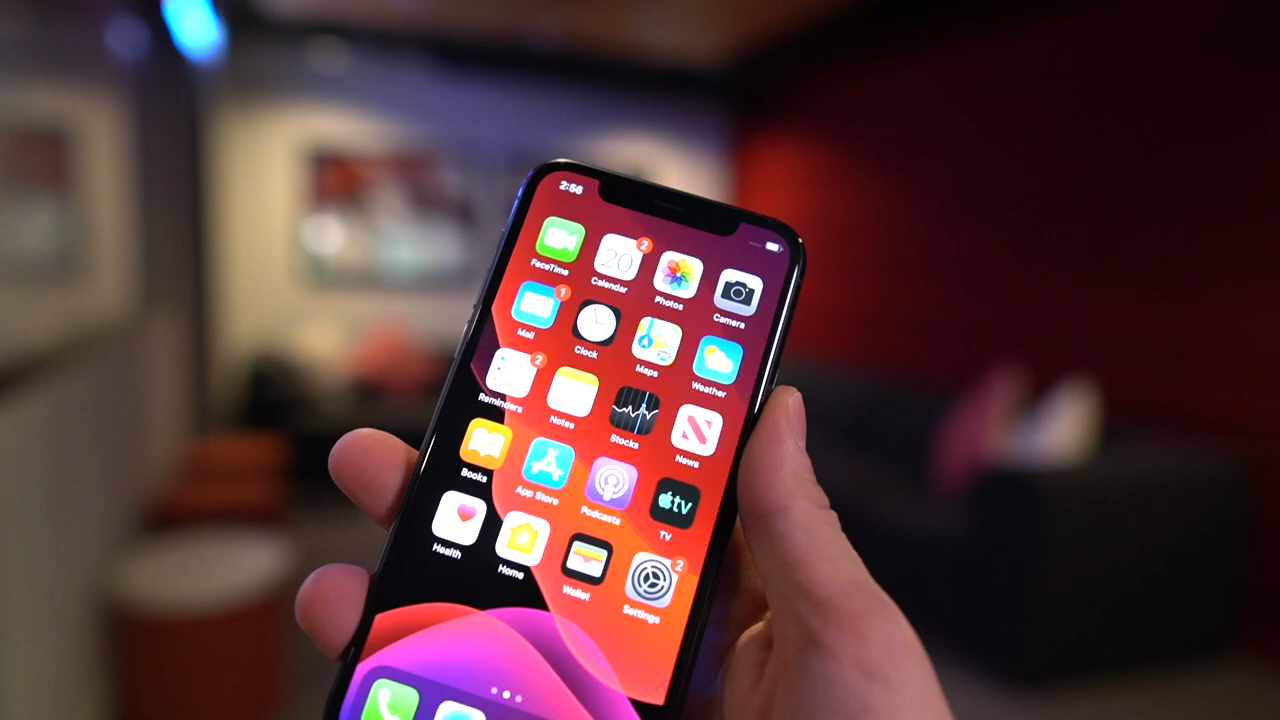 2:56
FaceTime
2
20
Calendar
Photos
Camera
1
Mail
Clock
Maps
Weather
2
Reminders
Notes
Stocks
News
Books
App Store
Podcasts
tv
TV
Health
Home
Wallet
2
Settings